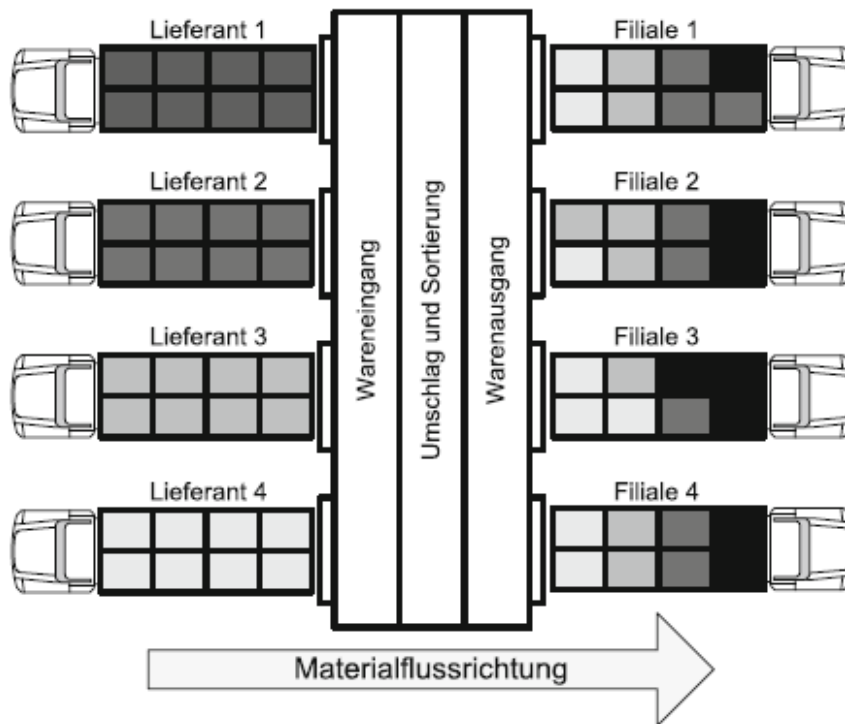 Lieferant 1
Filiale 1
Lieferant 2
Filiale 2
Wareneingang
Umschlag und Sortierung
Warenausgang
Lieferant 3
Filiale 3
Lieferant 4
Filiale 4
Materialflussrichtung